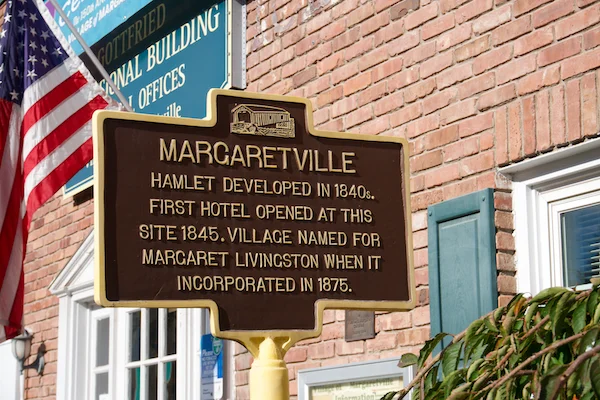 GOTTFRIED
SIONAL BUILDING
L OFFICES
MARGARETVILLE
HAMLET DEVELOPED IN 1840s.
FIRST HOTEL OPENED AT THIS
SITE 1845. VILLAGE NAMED FOR
MARGARET LIVINGSTON WHEN IT
INCORPORATED IN 1875.